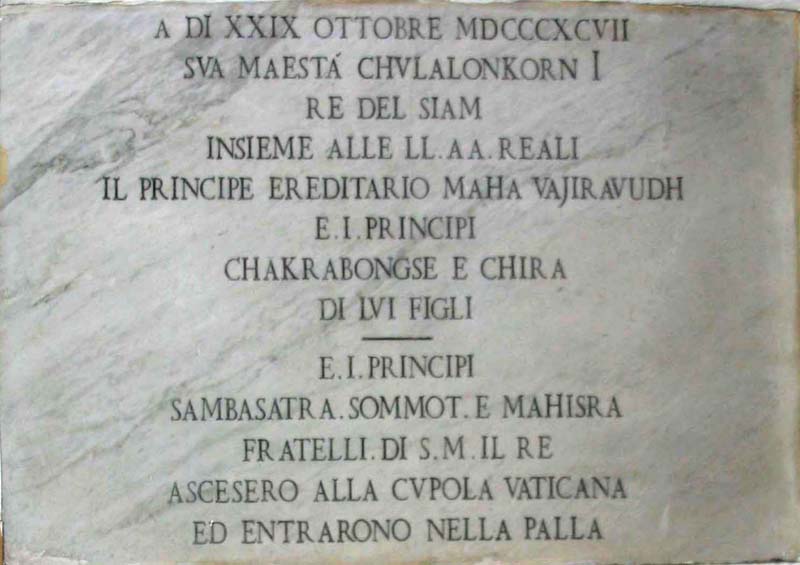 A DI XXIX OTTOBRE MDCCCXCVII
SVA MAESTÁ CHVLALONKORN I
RE DEL SIAM
INSIEME ALLE LL.AA.REALI
IL PRINCIPE EREDITARIO MAHA VAJIRAVUDH
E.I.PRINCIPI
CHAKRABONGSE E CHIRA
DI LVI FIGLI
E.I.PRINCIPI
SAMBASATRA.SOMMOT.E MAHISRA
FRATELLI.DI S.M.IL RE
ASCESERO ALLA CVPOLA VATICANA
ED ENTRARONO NELLA PALLA